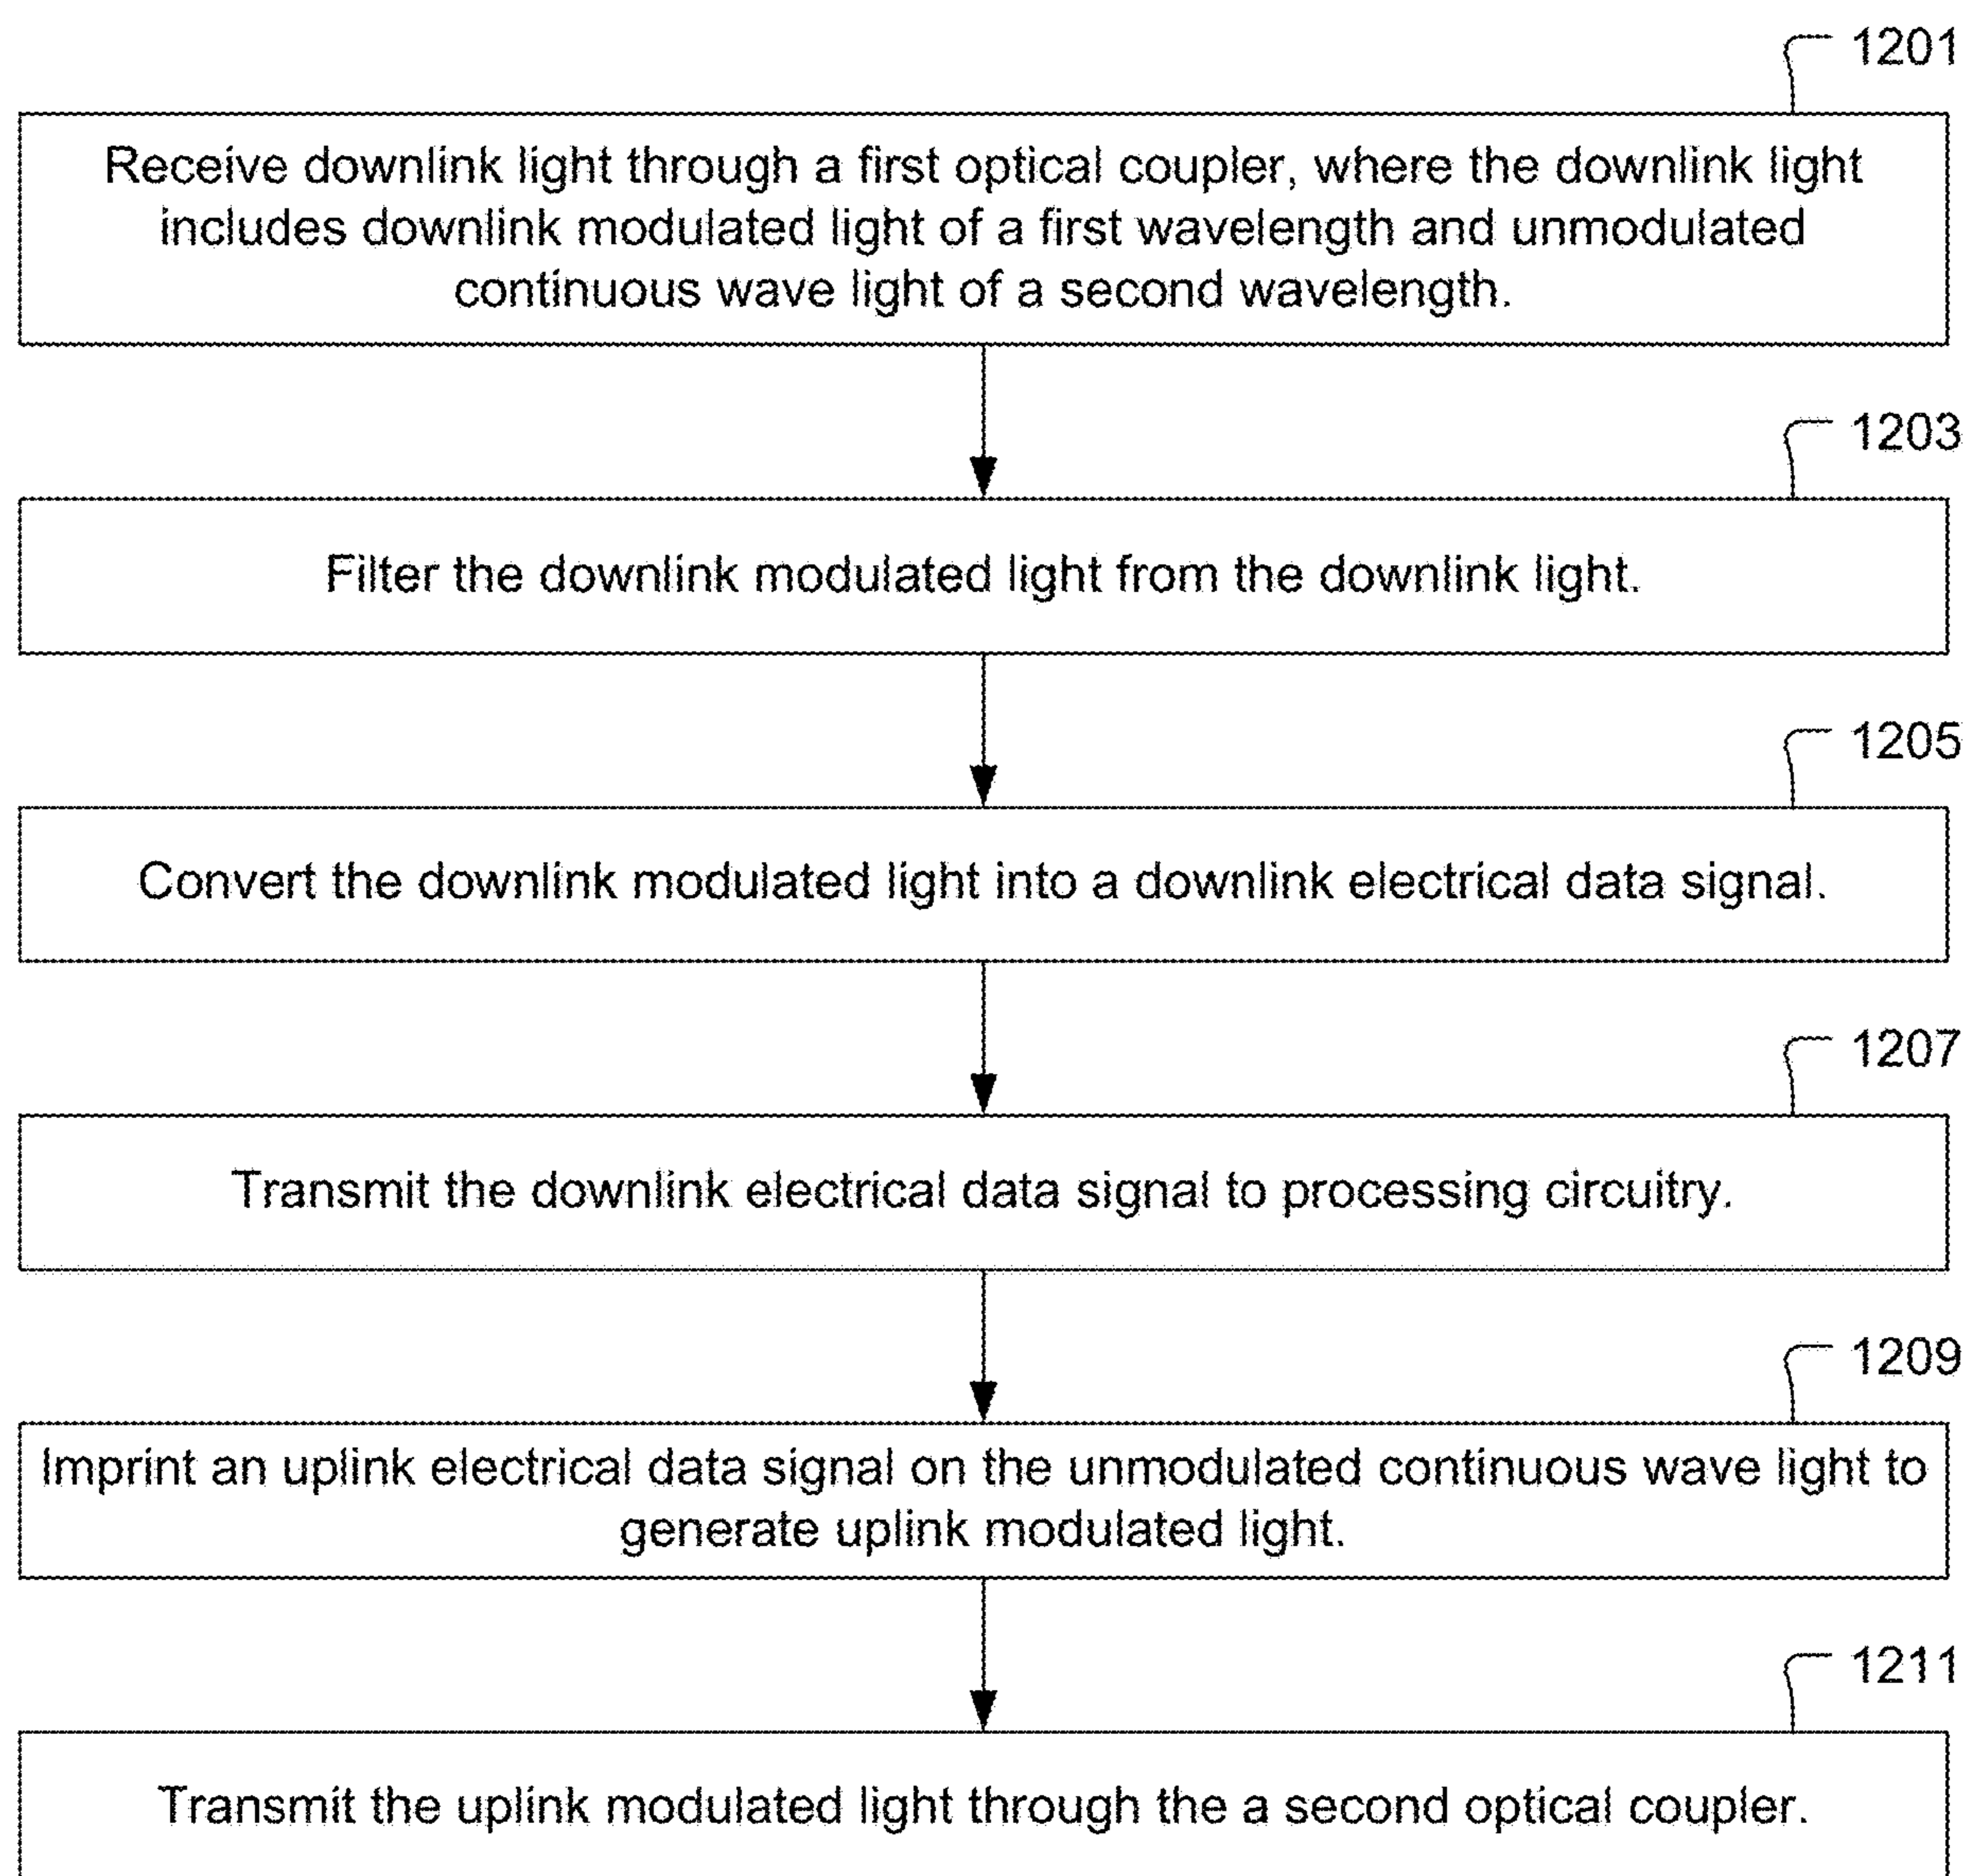 1201
Receive downlink light through a first optical coupler, where the downlink light
includes downlink modulated light of a first wavelength and unmodulated
continuous wave light of a second wavelength.
1203
Filter the downlink modulated light from the downlink light.
1205
Convert the downlink modulated light into a downlink electrical data signal.
1207
Transmit the downlink electrical data signal to processing circuitry.
1209
Imprint an uplink electrical data signal on the unmodulated continuous wave light to
generate uplink modulated light.
1211
Transmit the uplink modulated light through the a second optical coupler.